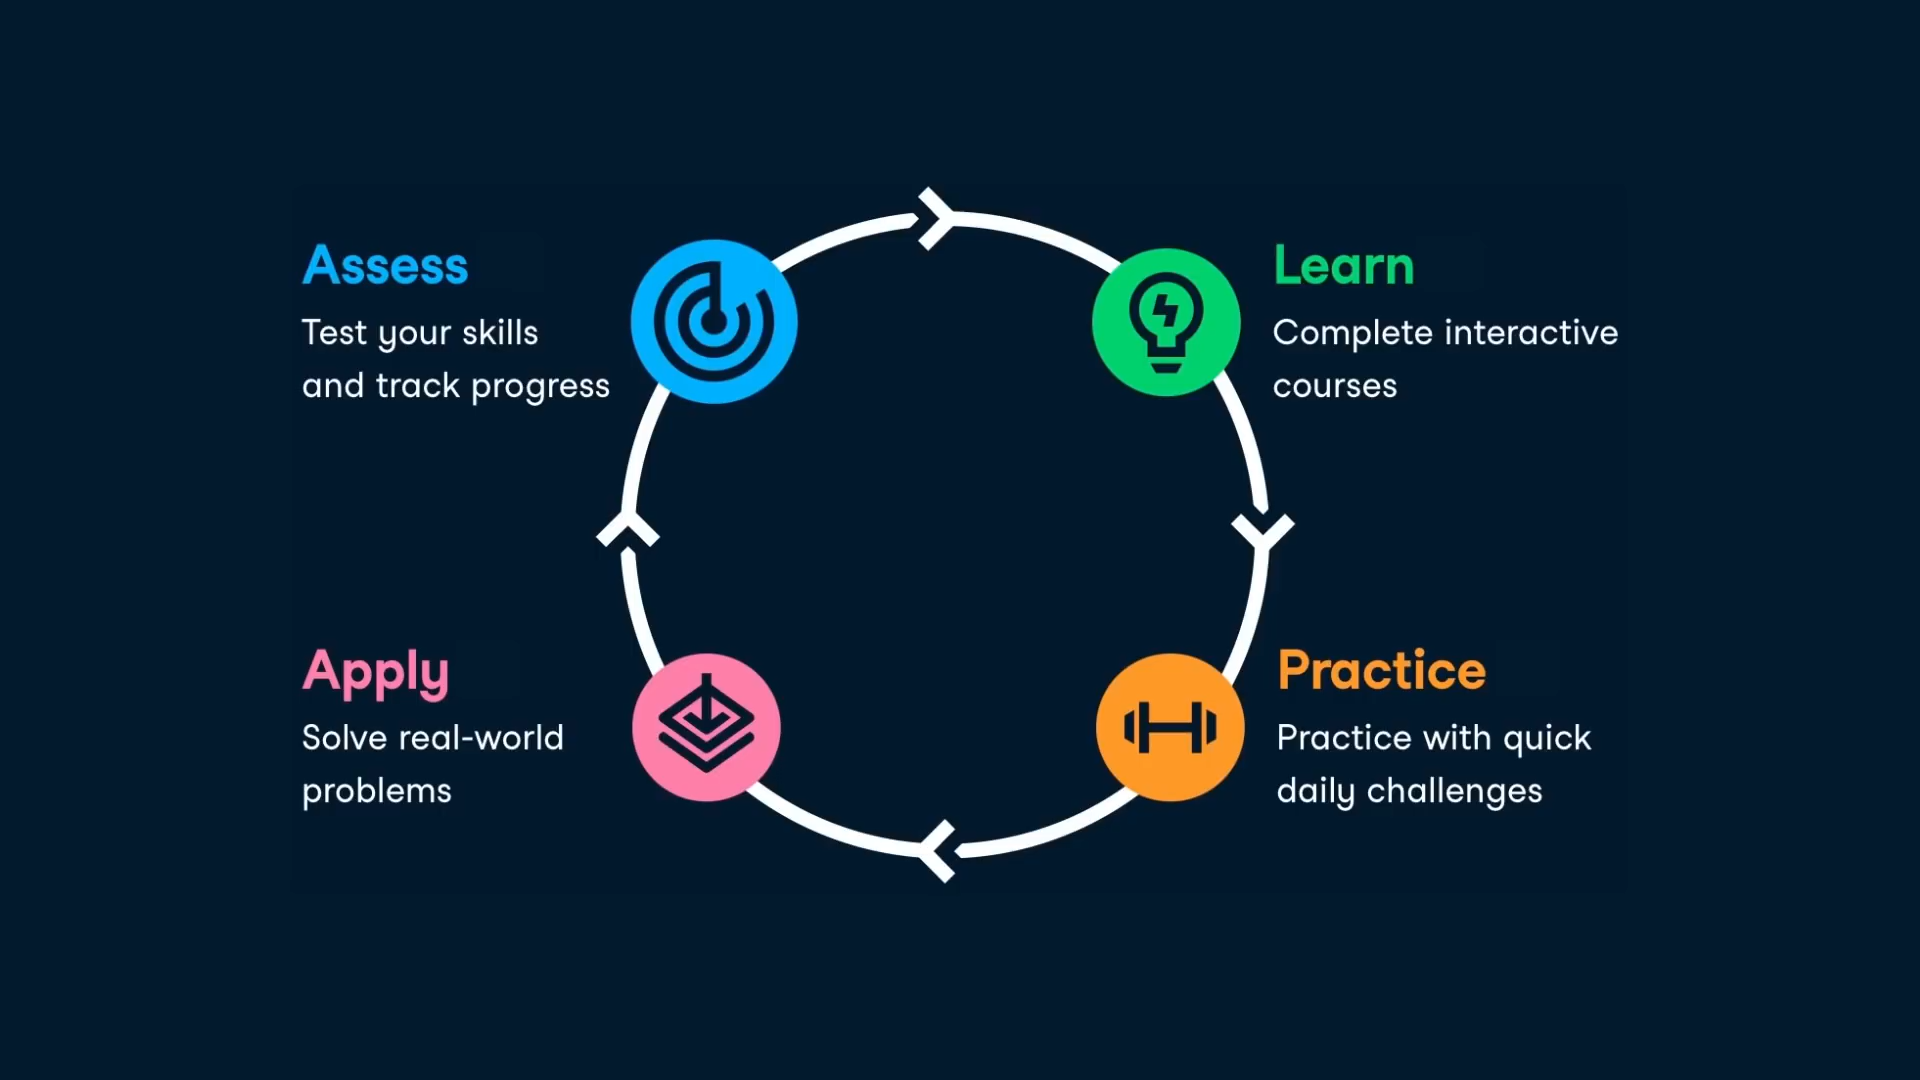 Assess
Test your skills
and track progress
Learn
Complete interactive
courses
Practice
Practice with quick
daily challenges
Apply
Solve real-world
problems